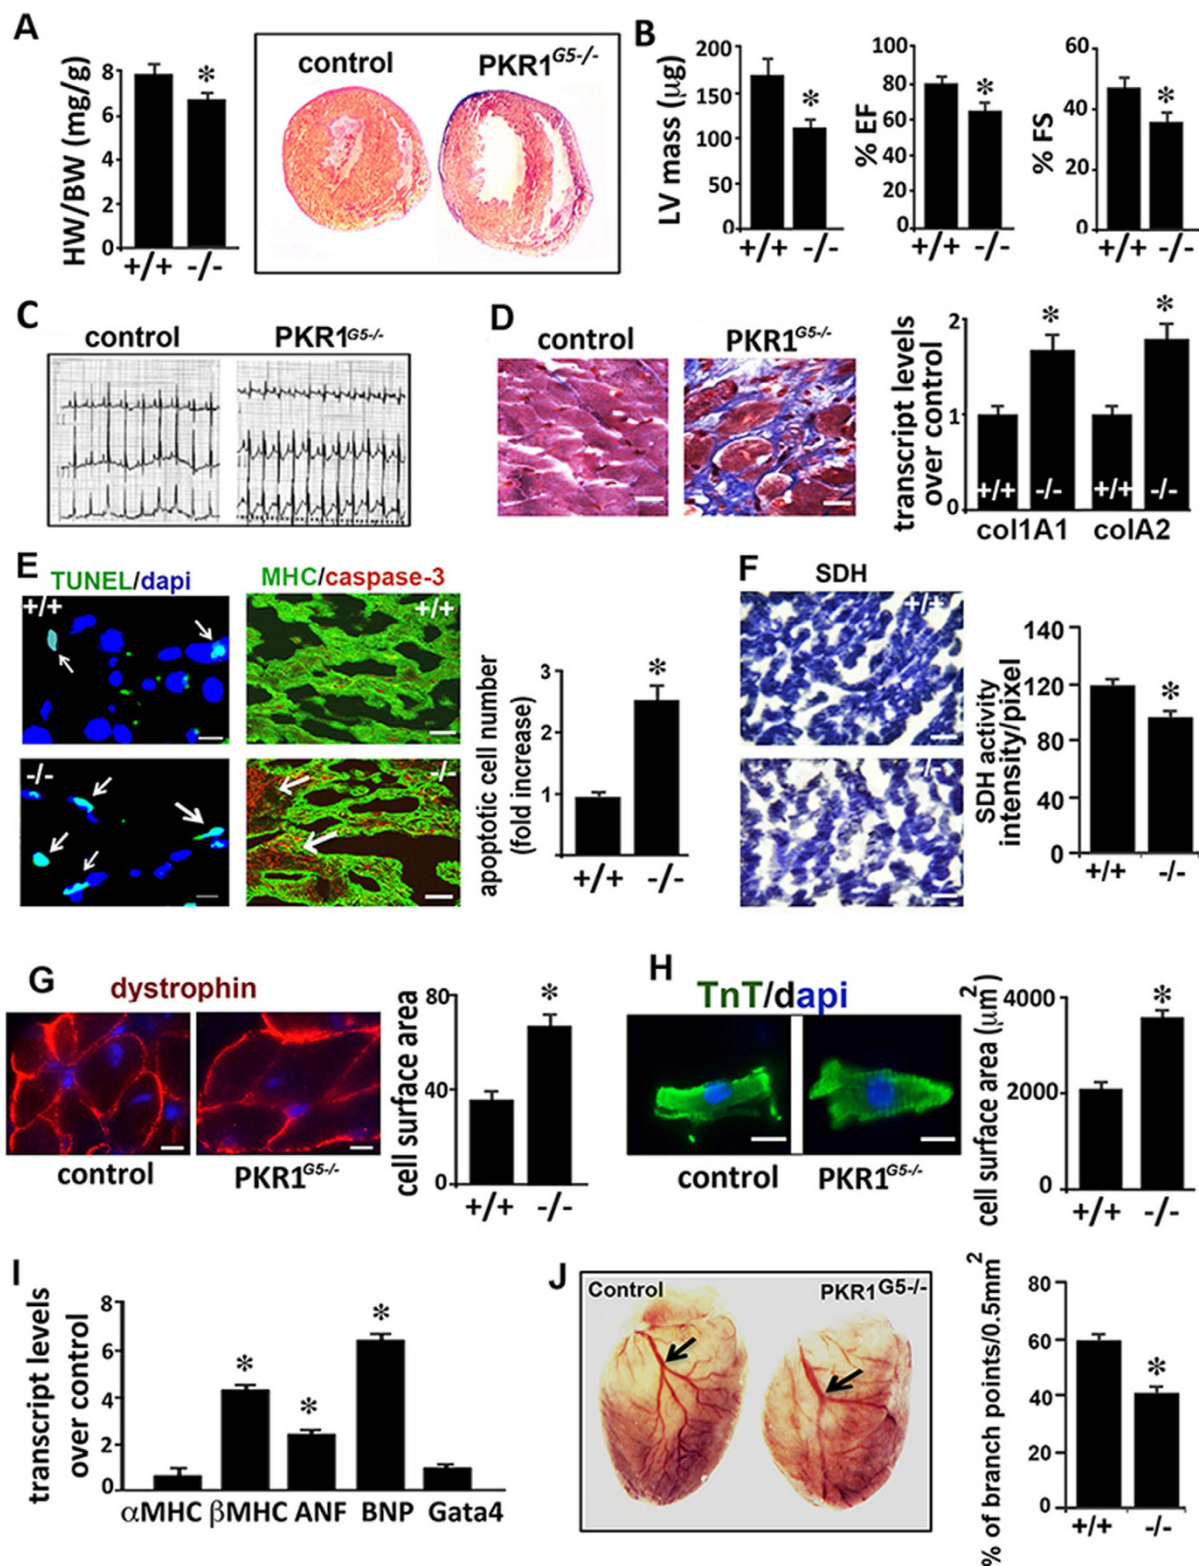 A
HW/BW (mg/g)
8
6
4
2
0
+/+ -/-
*
control PKR1G5-/-
B
LV mass (µg)
200
150
100
50
0
*
+/+ -/-
% EF
100
80
60
40
20
0
*
+/+ -/-
% FS
60
40
20
0
*
+/+ -/-
C
control PKR1G5-/-
D
control PKR1G5-/-
transcript levels
over control
2
1
0
* *
+/+ -/- +/+ -/-
col1A1 colA2
E
TUNEL/dapi MHC/caspase-3
+/+ +/+
-/- -/-
apoptotic cell number
(fold increase)
3
2
1
0
*
+/+ -/-
F
SDH
+/+
-/-
SDH activity
intensity/pixel
140
120
80
40
0
*
+/+ -/-
G
dystrophin
control PKR1G5-/-
cell surface area
80
40
0
*
+/+ -/-
H
TnT/dapi
control PKR1G5-/-
cell surface area (µm2)
4000
2000
0
*
+/+ -/-
I
transcript levels
over control
8
6
4
2
0
* * *
αMHC βMHC ANF BNP Gata4
J
Control PKR1G5-/-
% of branch points/0.5mm2
80
60
40
20
0
*
+/+ -/-